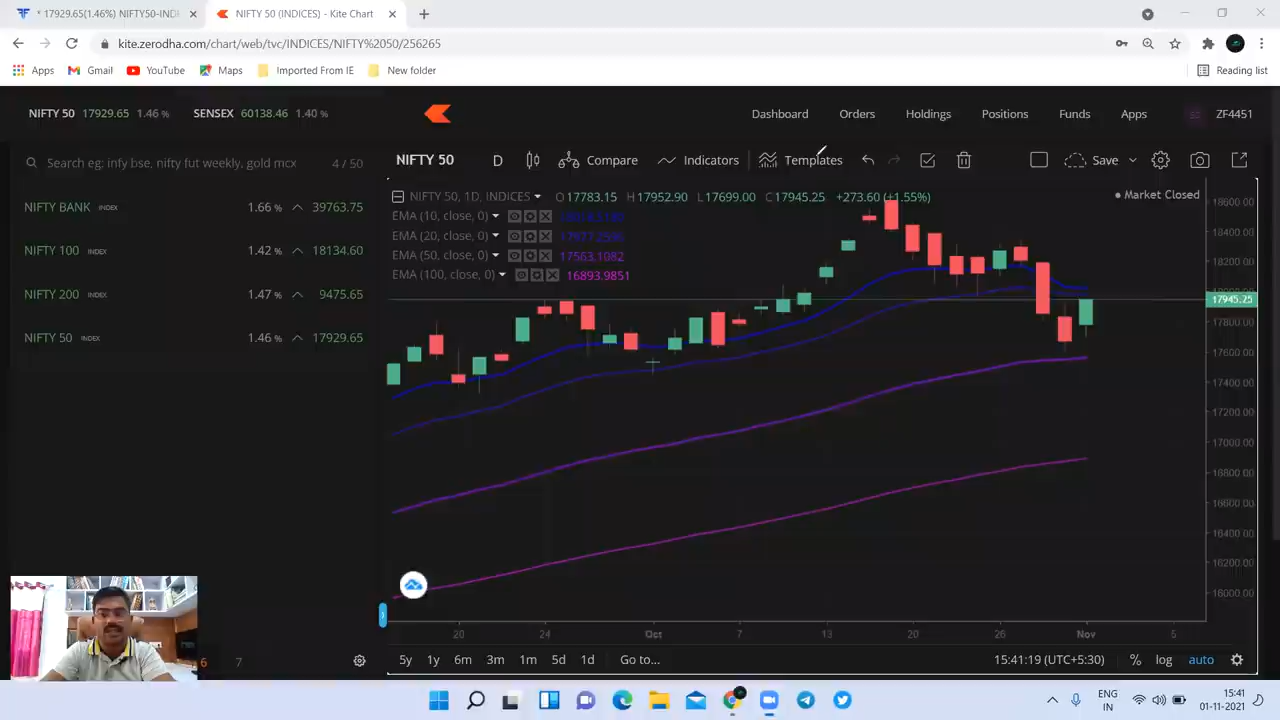 * 17929.65(1.46%) NIFTY50-IND
NIFTY 50 (INDICES) - Kite Chart
kite.zerodha.com/chart/web/tvc/INDICES/NIFTY%2050/256265
Apps Gmail YouTube Maps Imported From IE New folder Reading list
NIFTY 50 17929.65 1.46 % SENSEX 60138.46 1.40 % Dashboard Orders Holdings Positions Funds Apps ZF4451
Search eg: infy bse, nifty fut weekly, gold mcx 4 / 50
NIFTY 50 D Compare Indicators Templates Save
NIFTY BANK INDEX 1.66 % 39763.75
NIFTY 100 INDEX 1.42 % 18134.60
NIFTY 200 INDEX 1.47 % 9475.65
NIFTY 50 INDEX 1.46 % 17929.65
NIFTY 50, 1D, INDICES O 17783.15 H 17952.90 L 17699.00 C 17945.25 +273.60 (+1.55%) Market Closed
EMA (10, close, 0)
EMA (20, close, 0)
EMA (50, close, 0) 17563.1082
EMA (100, close, 0) 16893.9851
18600.00
18400.00
18200.00
17945.25
17800.00
17600.00
17400.00
17200.00
17000.00
16800.00
16600.00
16400.00
16200.00
16000.00
20 24 Oct 7 13 20 26 Nov 5
6 7
5y 1y 6m 3m 1m 5d 1d Go to... 15:41:19 (UTC+5:30) % log auto
ENG 15:41
IN 01-11-2021